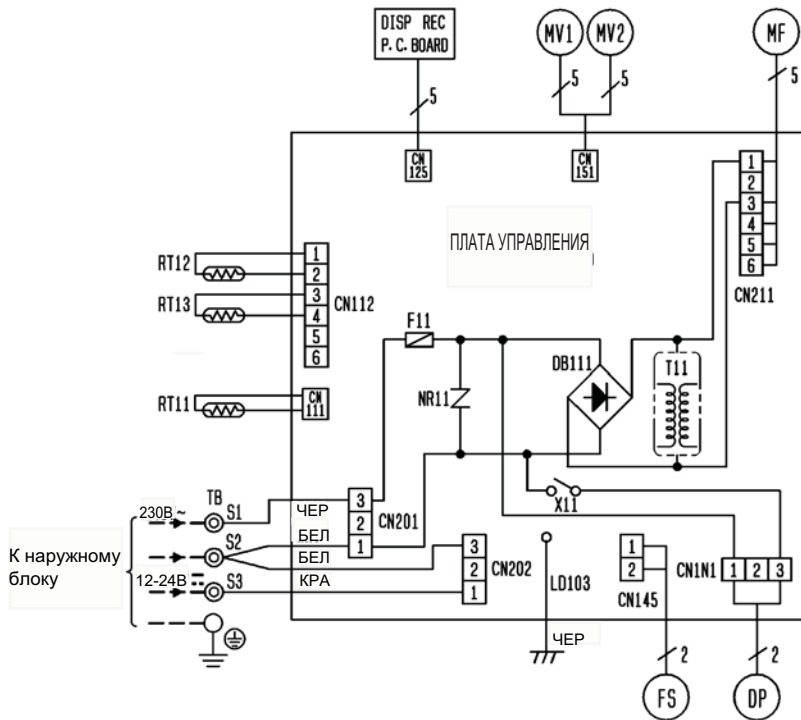 DISP REC
P.C. BOARD
MV1
MV2
MF
5
5
5
5
CN
125
CN
151
1
2
3
4
5
6
CN211
ПЛАТА УПРАВЛЕНИЯ
RT12
RT13
1
2
3
4
5
6
CN112
RT11
CN
111
F11
NR11
DB111
T11
X11
TB
230В ~
S1
S2
12-24В
S3
К наружному
блоку
ЧЕР
БЕЛ
БЕЛ
КРА
3
2
1
CN201
3
2
1
CN202
LD103
ЧЕР
1
2
CN145
CN1N1
1
2
3
2
2
FS
DP